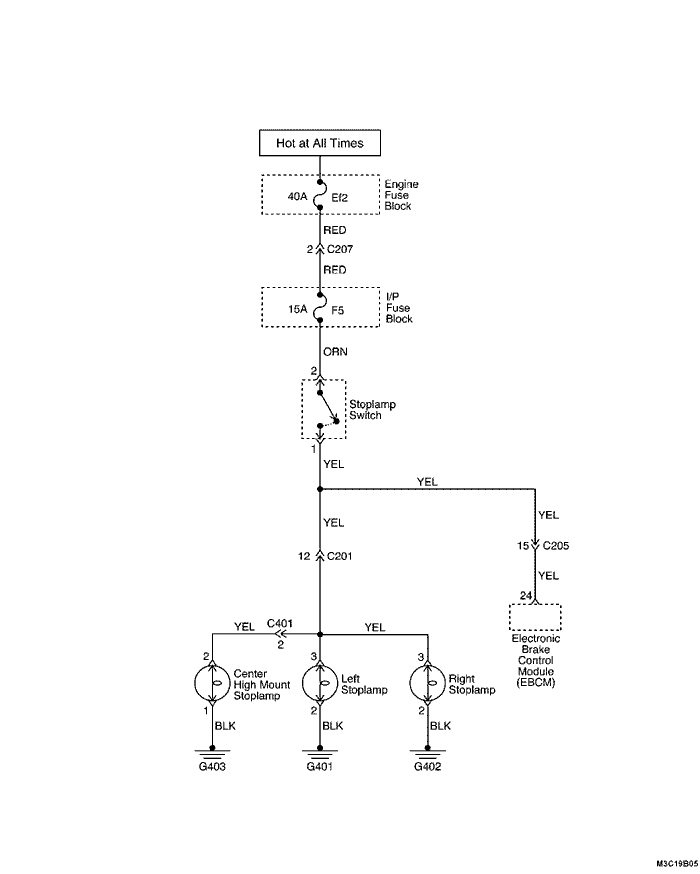 Hot at All Times
40A
Ef2
Engine
Fuse
Block
RED
2
C207
RED
15A
F5
I/P
Fuse
Block
ORN
2
Stoplamp
Switch
1
YEL
YEL
YEL
YEL
12
C201
15
C205
YEL
24
Electronic
Brake
Control
Module
(EBCM)
YEL
C401
2
YEL
2
Center
High Mount
Stoplamp
1
3
Left
Stoplamp
2
3
Right
Stoplamp
2
BLK
BLK
BLK
G403
G401
G402
M3C19B05